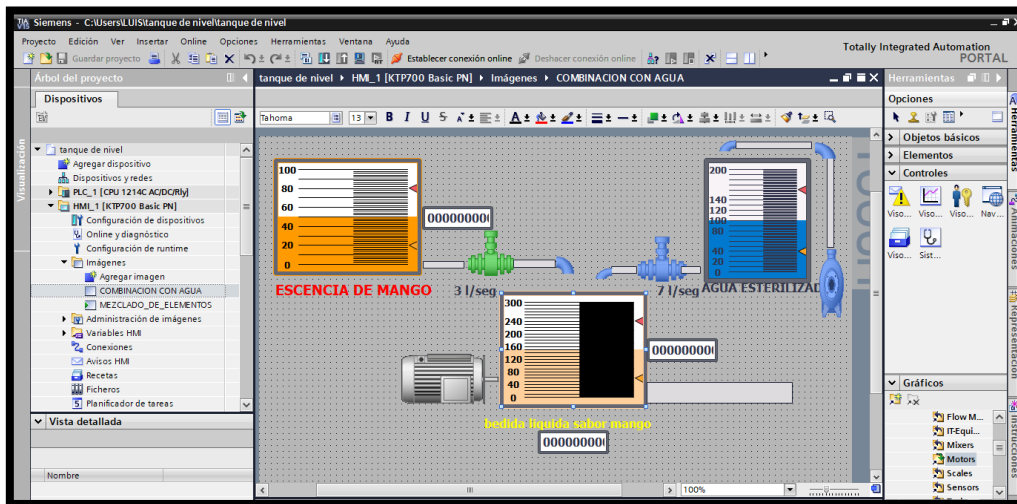 Siemens - C:\Users\LUIS\tanque de nivel\tanque de nivel
Proyecto Edición Ver Insertar Online Opciones Herramientas Ventana Ayuda
Totally Integrated Automation
PORTAL
Guardar proyecto Establecer conexión online Deshacer conexión online
Árbol del proyecto
tanque de nivel HMI_1 [KTP700 Basic PN] Imágenes COMBINACION CON AGUA
Herramientas
Dispositivos
Opciones
Tahoma 13 B I U S
Visualización
tanque de nivel
Agregar dispositivo
Dispositivos y redes
PLC_1 [CPU 1214C AC/DC/Rly]
HMI_1 [KTP700 Basic PN]
Configuración de dispositivos
Online y diagnóstico
Configuración de runtime
Imágenes
Agregar imagen
COMBINACION CON AGUA
MEZCLADO_DE_ELEMENTOS
Administración de imágenes
Variables HMI
Conexiones
Avisos HMI
Recetas
Ficheros
Planificador de tareas
Vista detallada
Nombre
100
80
60
40
20
0
000000000
ESCENCIA DE MANGO
3 l/seg
200
140
120
100
80
40
20
0
7 l/seg
AGUA ESTERILIZAD
Touch
300
240
200
160
120
80
40
0
000000000
bedida liquida sabor mango
000000000
100%
Objetos básicos
Elementos
Controles
Viso... Viso... Viso... Nav...
Viso... Sist...
Gráficos
Flow M...
IT-Equi...
Mixers
Motors
Scales
Sensors
Herramientas
Animaciones
Representación
Instrucciones